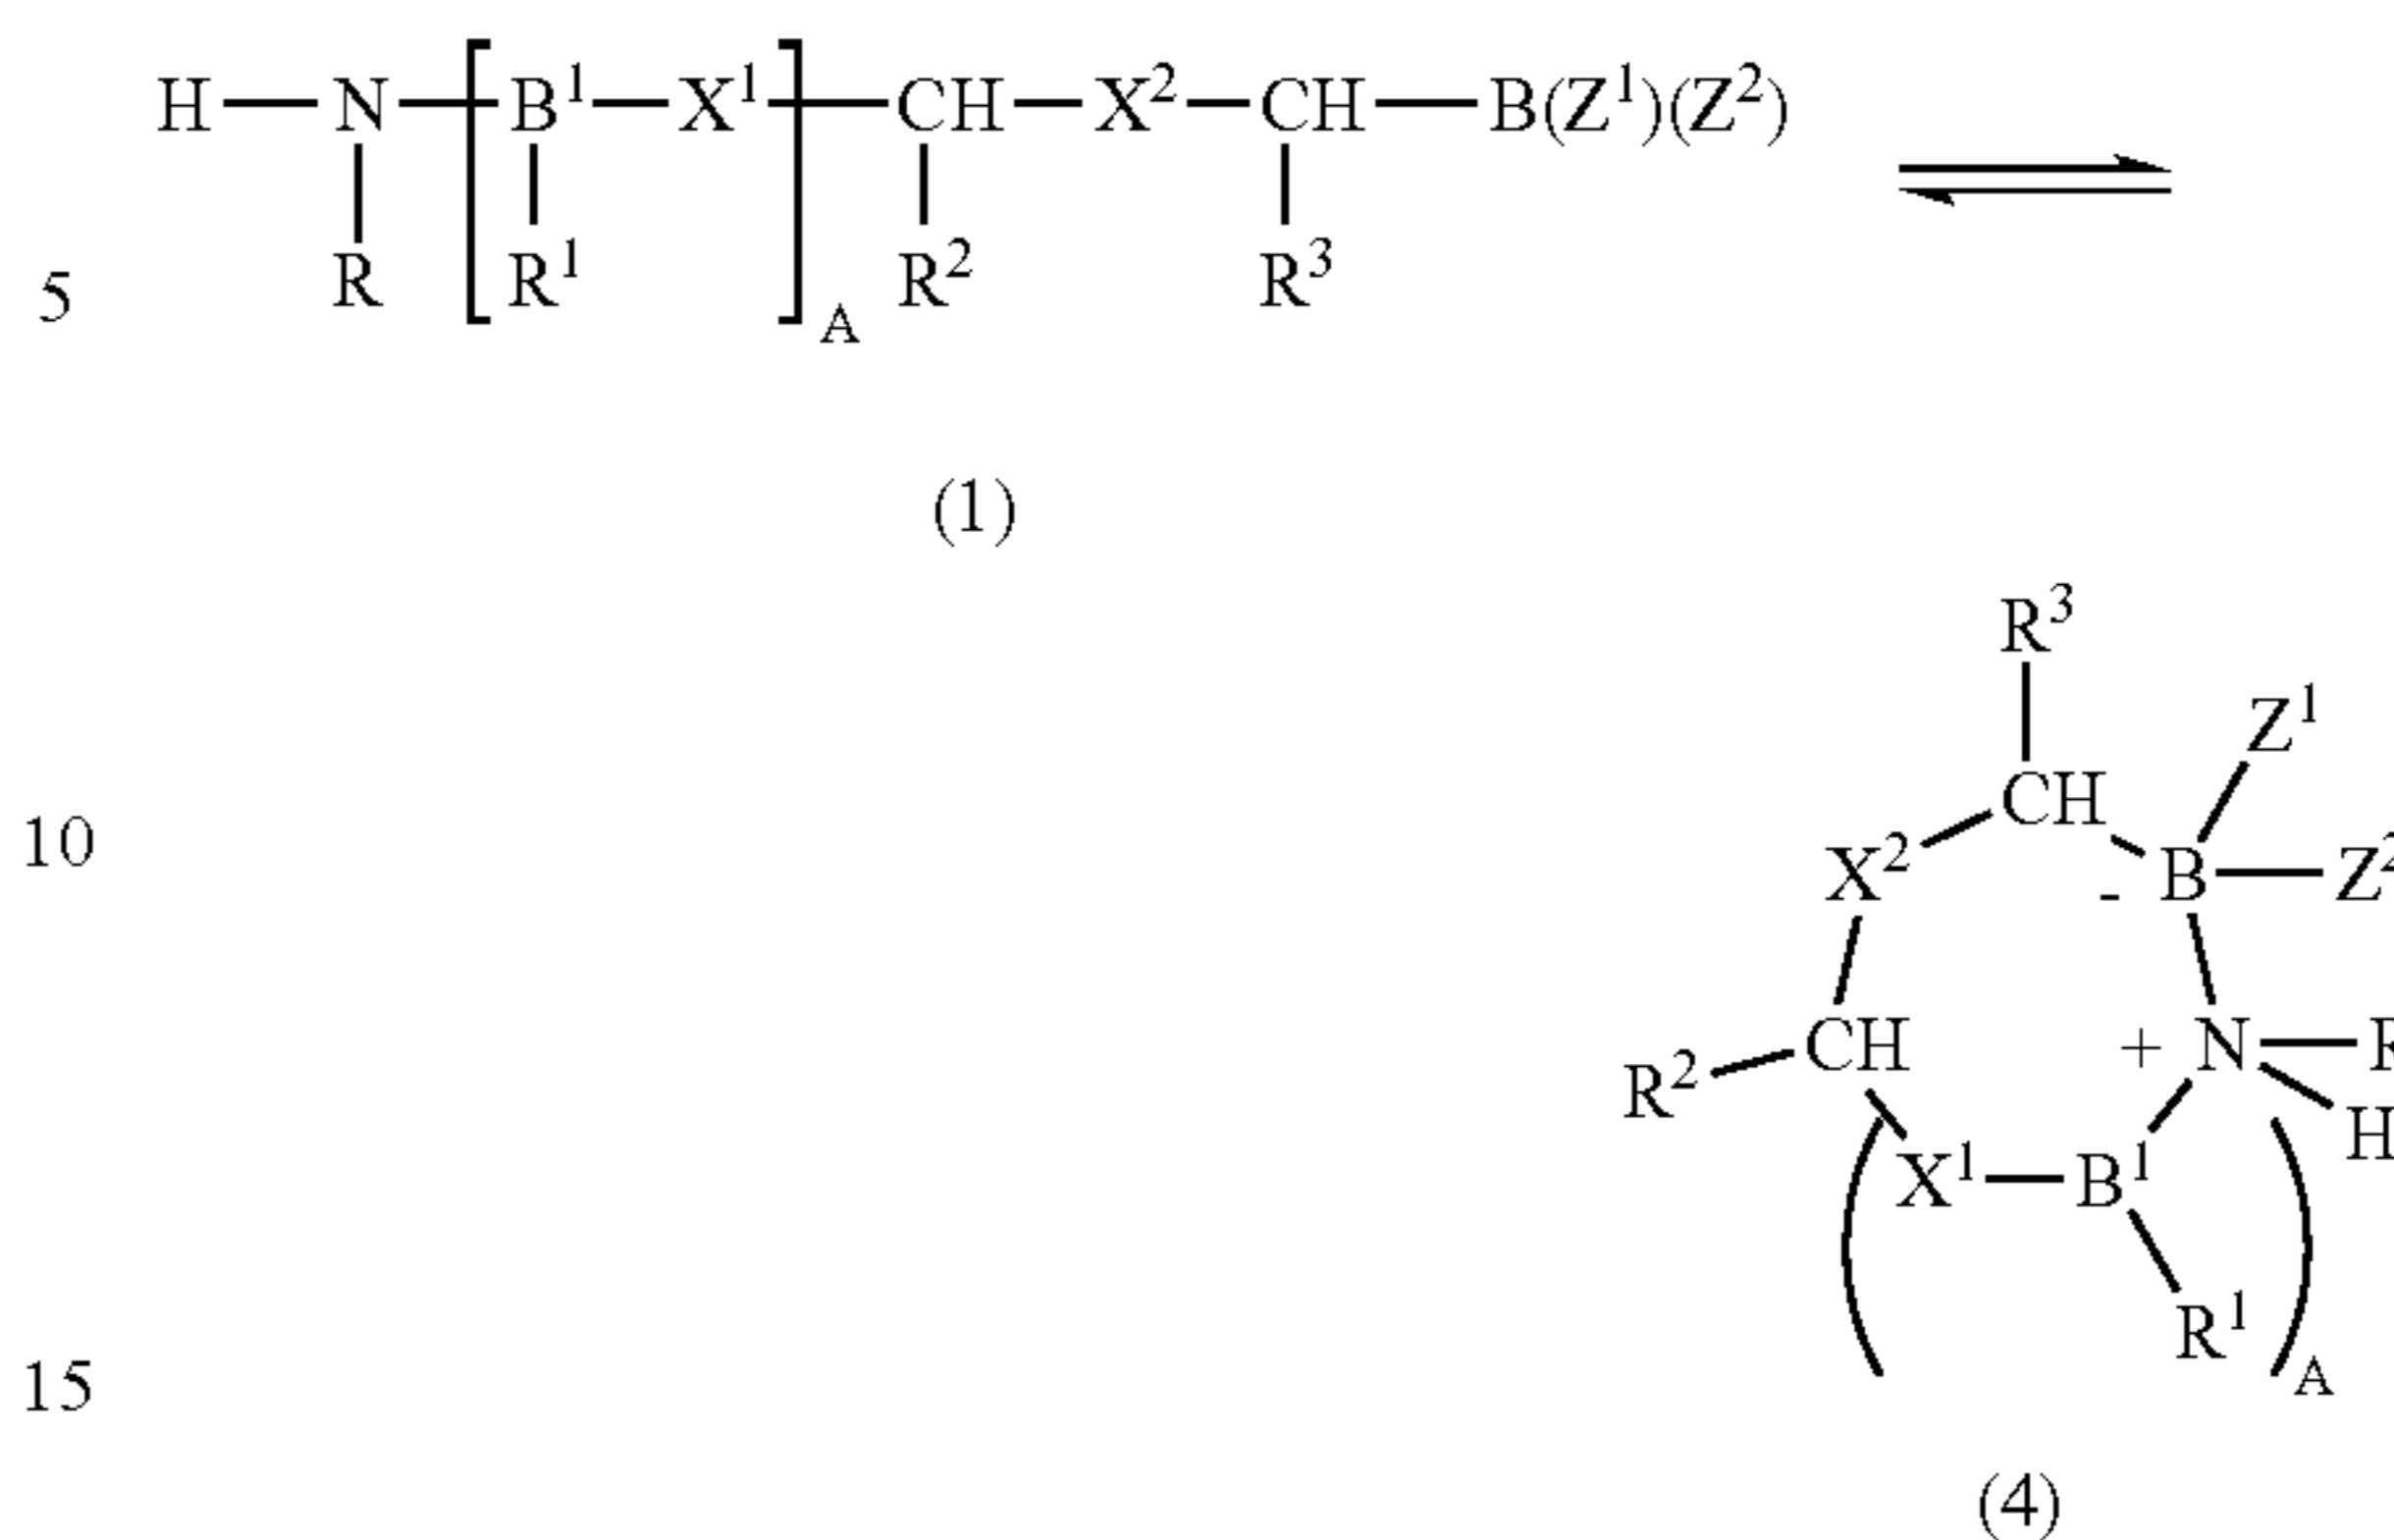 H—N—[B¹—X¹]—CH—X²—CH—B(Z¹)(Z²) ⇌
R R¹ A R² R³
5
(1)
R³
Z¹
CH
10
X² - B—Z²
CH + N—R
R² H
X¹—B¹
R¹
15
A
(4)